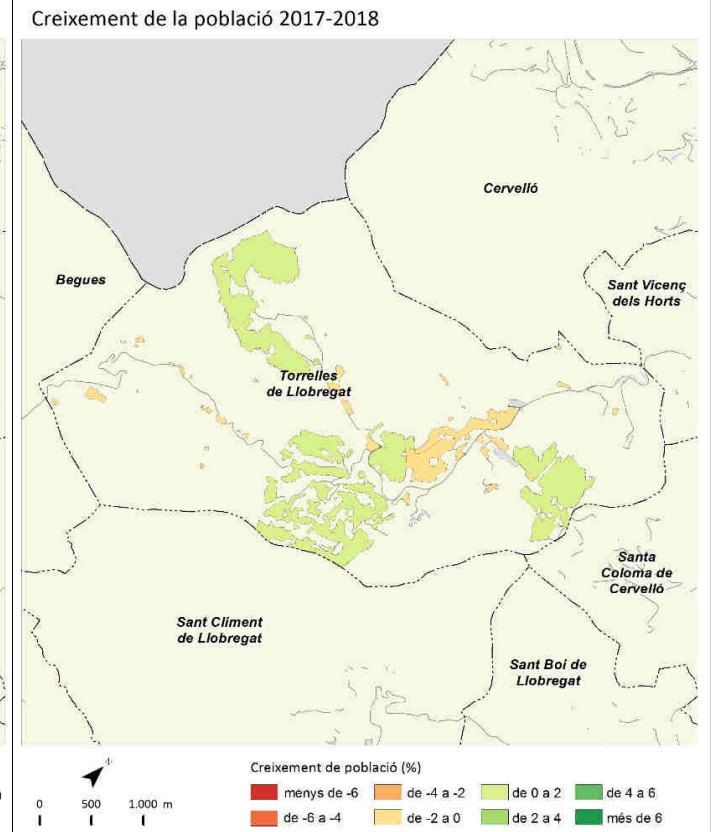 Creixement de la població 2017-2018
Cervelló
Begues
Sant Vicenç
dels Horts
Torrelles
de Llobregat
Santa
Coloma de
Cervelló
Sant Climent
de Llobregat
Sant Boi de
Llobregat
Creixement de població (%)
menys de -6
de -4 a -2
de 0 a 2
de 4 a 6
de -6 a -4
de -2 a 0
de 2 a 4
més de 6
0 500 1.000 m